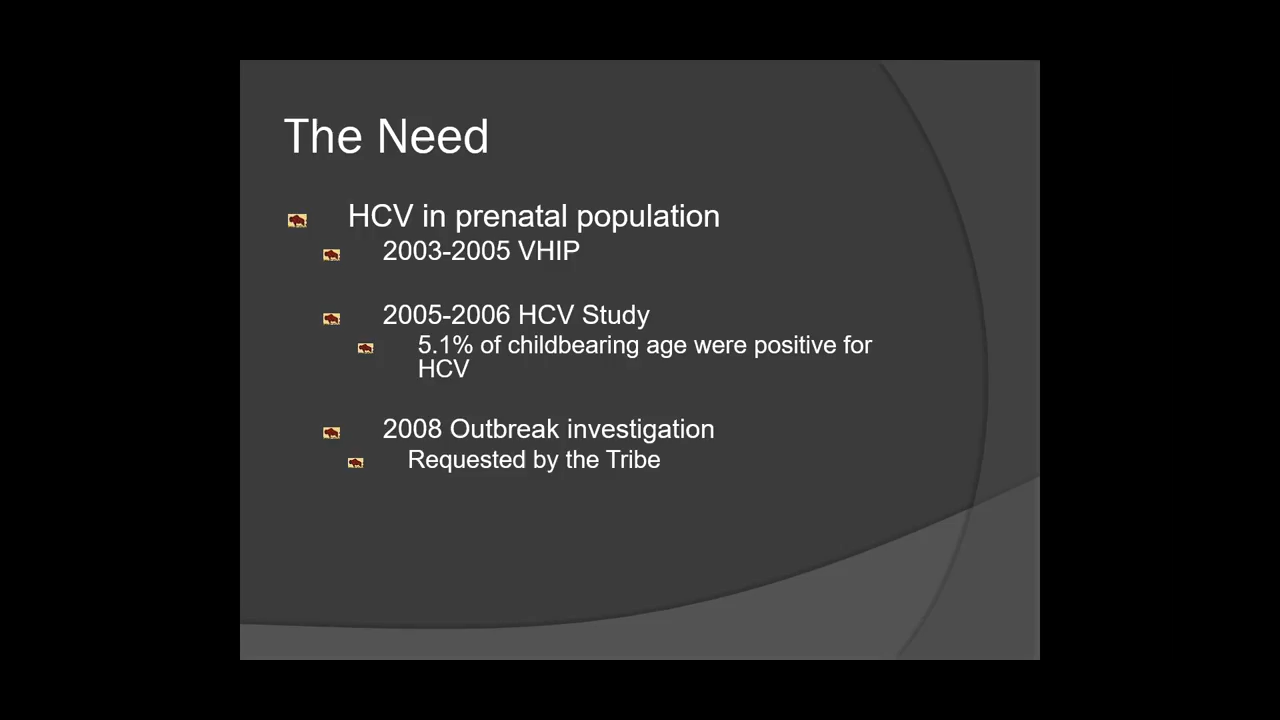 The Need
HCV in prenatal population
2003-2005 VHIP
2005-2006 HCV Study
5.1% of childbearing age were positive for
HCV
2008 Outbreak investigation
Requested by the Tribe